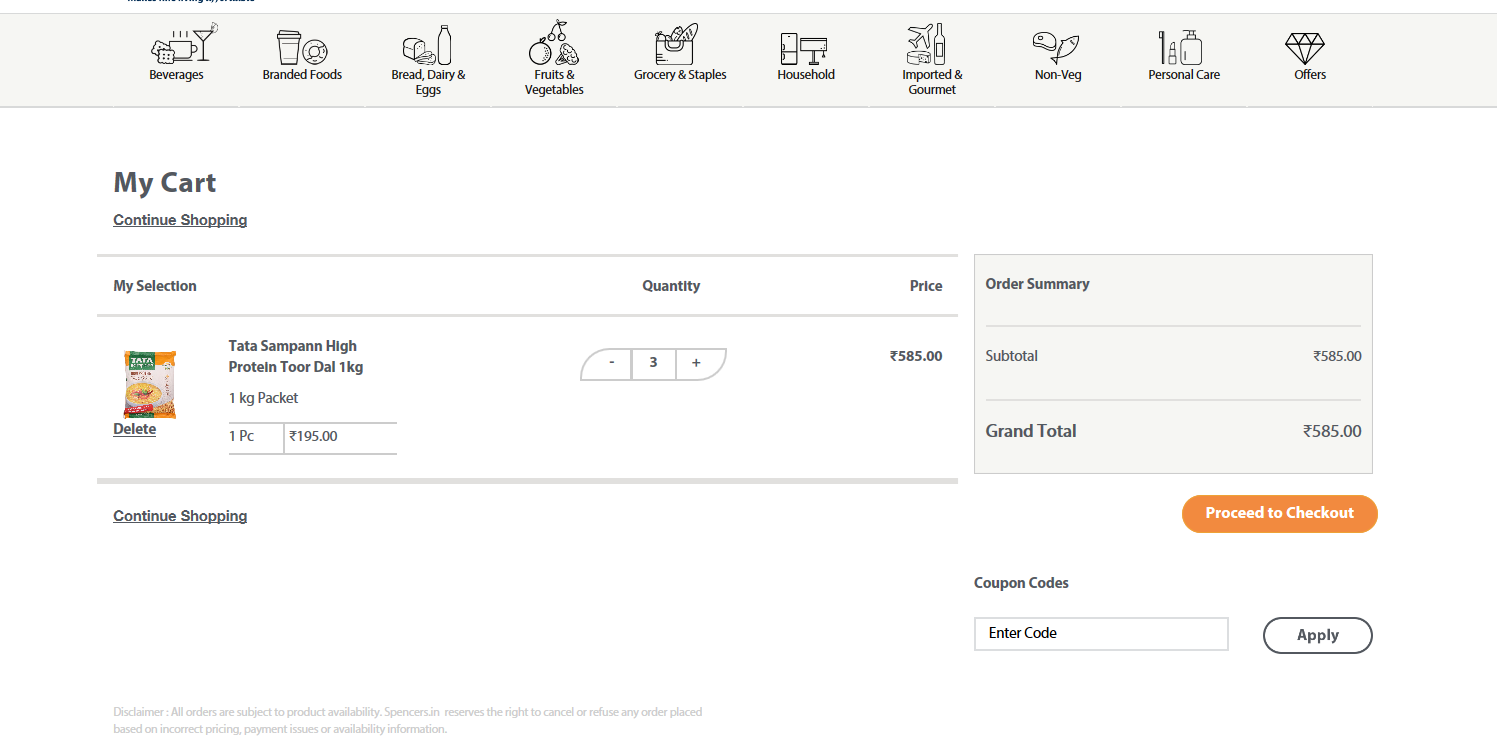 Beverages
Branded Foods
Bread, Dairy &
Eggs
Fruits &
Vegetables
Grocery & Staples
Household
Imported &
Gourmet
Non-Veg
Personal Care
Offers
My Cart
Continue Shopping
My Selection
Quantity
Price
TATA
Tata Sampann High
Protein Toor Dal 1kg
1 kg Packet
1 Pc
₹195.00
Delete
- 3 +
₹585.00
Continue Shopping
Order Summary
Subtotal ₹585.00
Grand Total ₹585.00
Proceed to Checkout
Coupon Codes
Enter Code
Apply
Disclaimer : All orders are subject to product availability. Spencers.in reserves the right to cancel or refuse any order placed
based on incorrect pricing, payment issues or availability information.